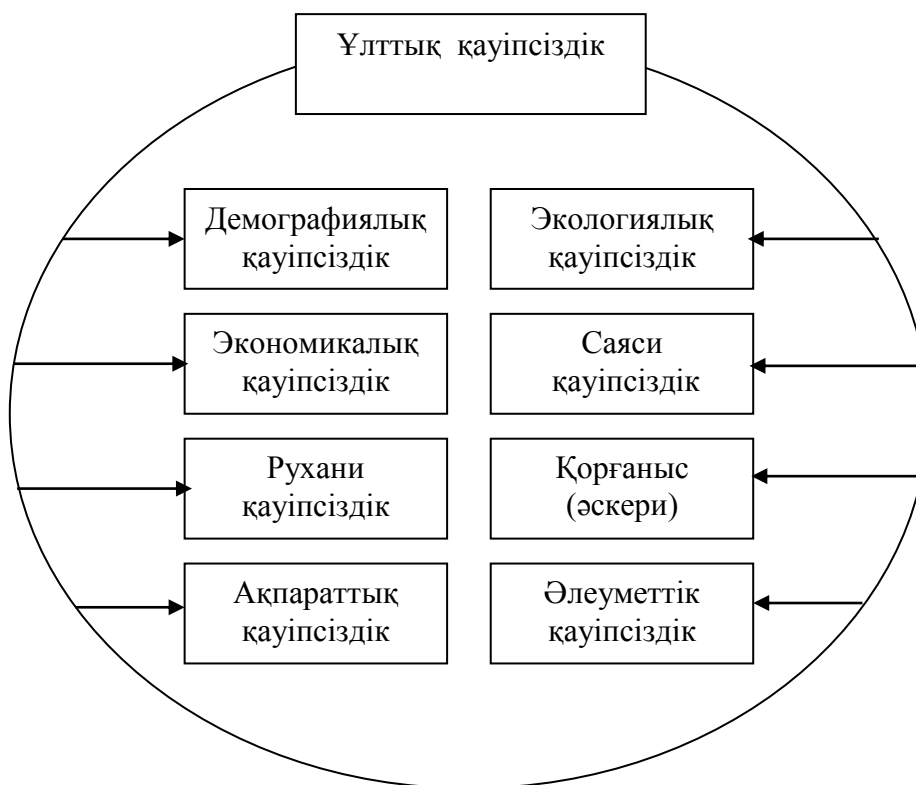 Ұлттық қауіпсіздік
Демографиялық
қауіпсіздік
Экологиялық
қауіпсіздік
Экономикалық
қауіпсіздік
Саяси
қауіпсіздік
Рухани
қауіпсіздік
Қорғаныс
(әскери)
Ақпараттық
қауіпсіздік
Әлеуметтік
қауіпсіздік